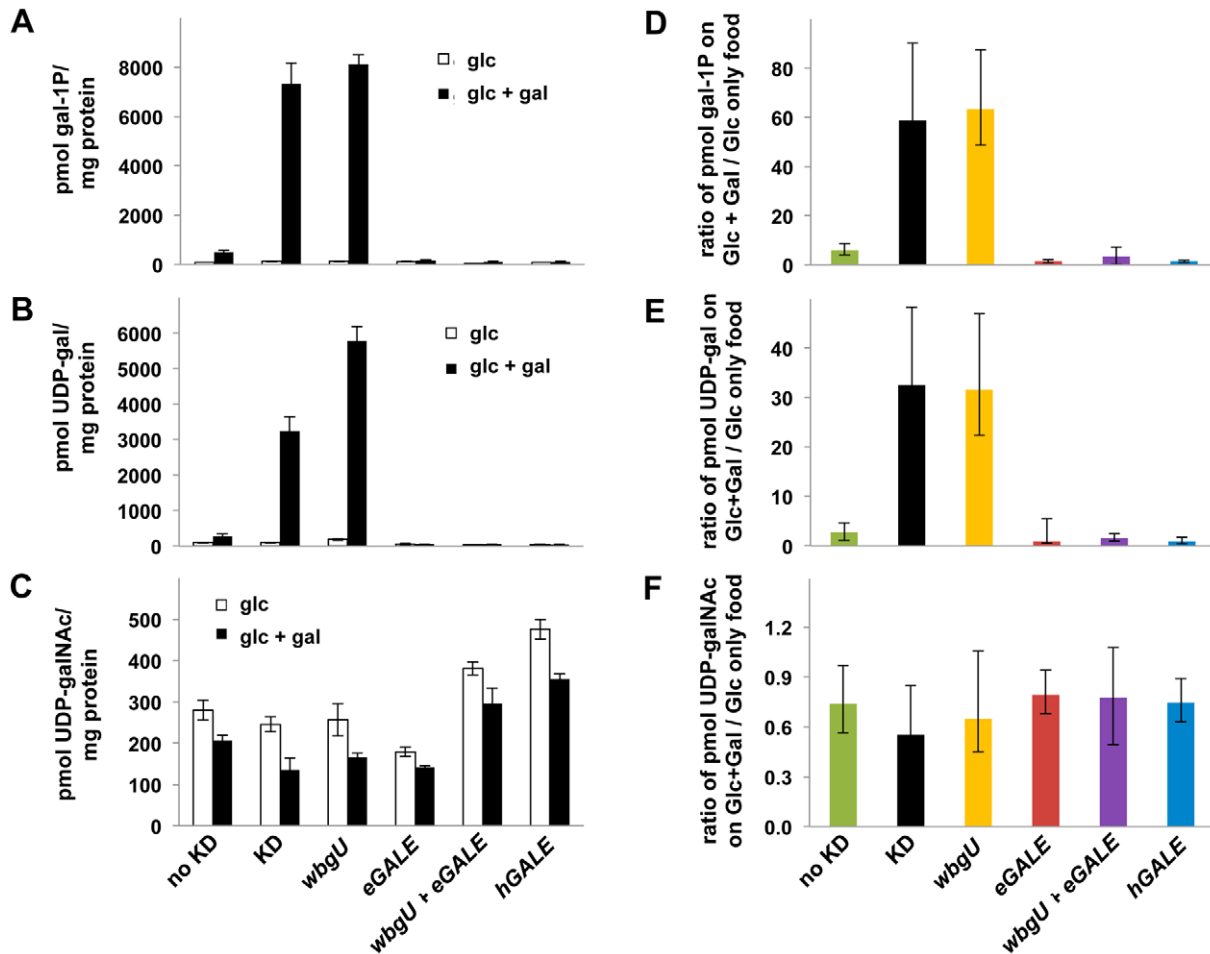 A
pmol gal-1P/
mg protein
8000
6000
4000
2000
0
glc
glc + gal
B
pmol UDP-gal/
mg protein
6000
5000
4000
3000
2000
1000
0
glc
glc + gal
C
pmol UDP-galNAc/
mg protein
500
400
300
200
100
0
glc
glc + gal
no KD
KD
wbgU
eGALE
wbgU + eGALE
hGALE
D
ratio of pmol gal-1P on
Glc + Gal / Glc only food
80
60
40
20
0
E
ratio of pmol UDP-gal on
Glc+Gal / Glc only food
40
30
20
10
0
F
ratio of pmol UDP-galNAc
on Glc+Gal / Glc only food
1.2
0.9
0.6
0.3
0.0
no KD
KD
wbgU
eGALE
wbgU + eGALE
hGALE